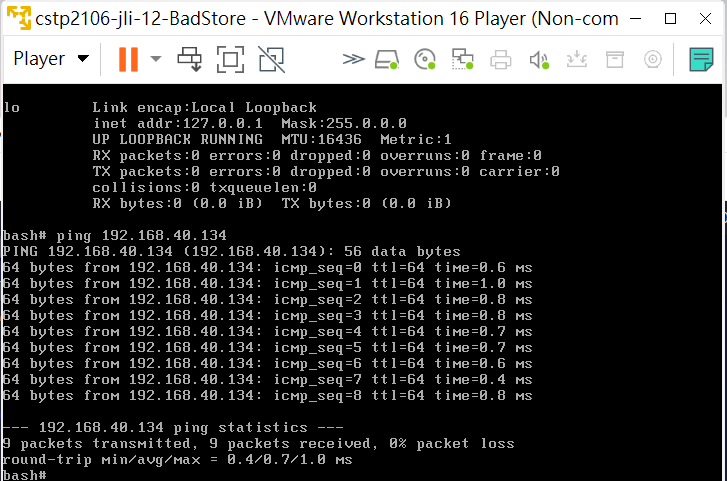 cstp2106-jli-12-BadStore - VMware Workstation 16 Player (Non-com
Player
lo Link encap:Local Loopback
inet addr:127.0.0.1 Mask:255.0.0.0
UP LOOPBACK RUNNING MTU:16436 Metric:1
RX packets:0 errors:0 dropped:0 overruns:0 frame:0
TX packets:0 errors:0 dropped:0 overruns:0 carrier:0
collisions:0 txqueuelen:0
RX bytes:0 (0.0 iB) TX bytes:0 (0.0 iB)
bash# ping 192.168.40.134
PING 192.168.40.134 (192.168.40.134): 56 data bytes
64 bytes from 192.168.40.134: icmp_seq=0 ttl=64 time=0.6 ms
64 bytes from 192.168.40.134: icmp_seq=1 ttl=64 time=1.0 ms
64 bytes from 192.168.40.134: icmp_seq=2 ttl=64 time=0.8 ms
64 bytes from 192.168.40.134: icmp_seq=3 ttl=64 time=0.8 ms
64 bytes from 192.168.40.134: icmp_seq=4 ttl=64 time=0.7 ms
64 bytes from 192.168.40.134: icmp_seq=5 ttl=64 time=0.7 ms
64 bytes from 192.168.40.134: icmp_seq=6 ttl=64 time=0.6 ms
64 bytes from 192.168.40.134: icmp_seq=7 ttl=64 time=0.4 ms
64 bytes from 192.168.40.134: icmp_seq=8 ttl=64 time=0.8 ms
--- 192.168.40.134 ping statistics ---
9 packets transmitted, 9 packets received, 0% packet loss
round-trip min/avg/max = 0.4/0.7/1.0 ms
bash#